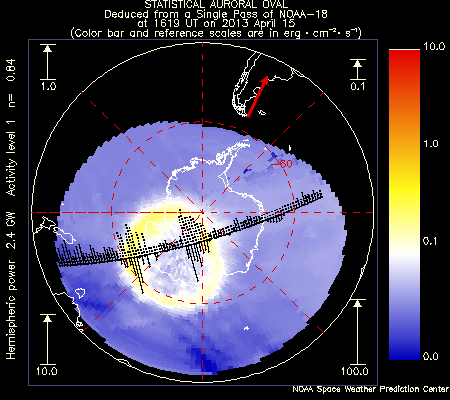 STATISTICAL AURORAL OVAL
Deduced from a Single Pass of NOAA-18
at 1619 UT on 2013 April 15
(Color bar and reference scales are in erg · cm⁻² · s⁻¹)
1.0
0.1
10.0
1.0
0.1
0.0
-60
Hemispheric power 2.4 GW Activity level 1 n= 0.84
10.0
100.0
NOAA Space Weather Prediction Center